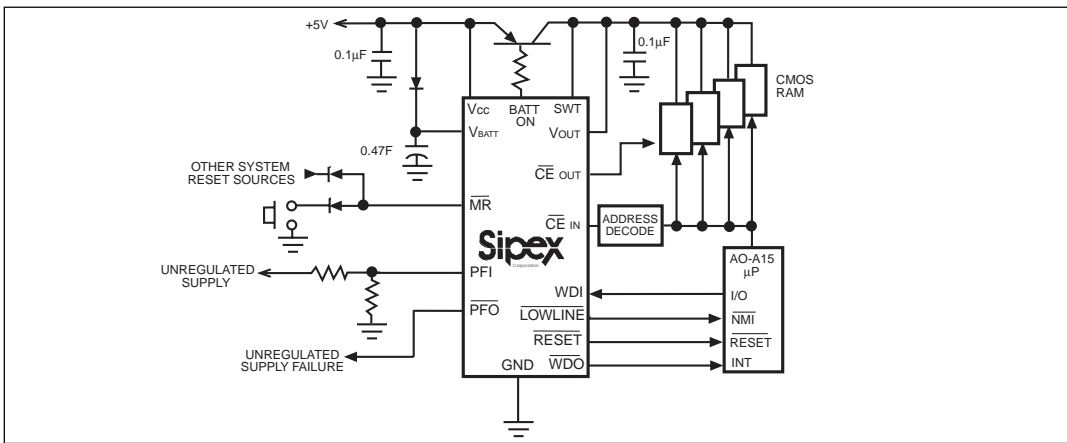 +5V
0.1µF
0.1µF
CMOS
RAM
VCC
BATT
ON
SWT
VBATT
VOUT
0.47F
CE OUT
OTHER SYSTEM
RESET SOURCES
MR
CE IN
ADDRESS
DECODE
Sipex
Corporation
AO-A15
µP
UNREGULATED
SUPPLY
PFI
WDI
I/O
PFO
LOWLINE
NMI
RESET
RESET
UNREGULATED
SUPPLY FAILURE
GND
WDO
INT